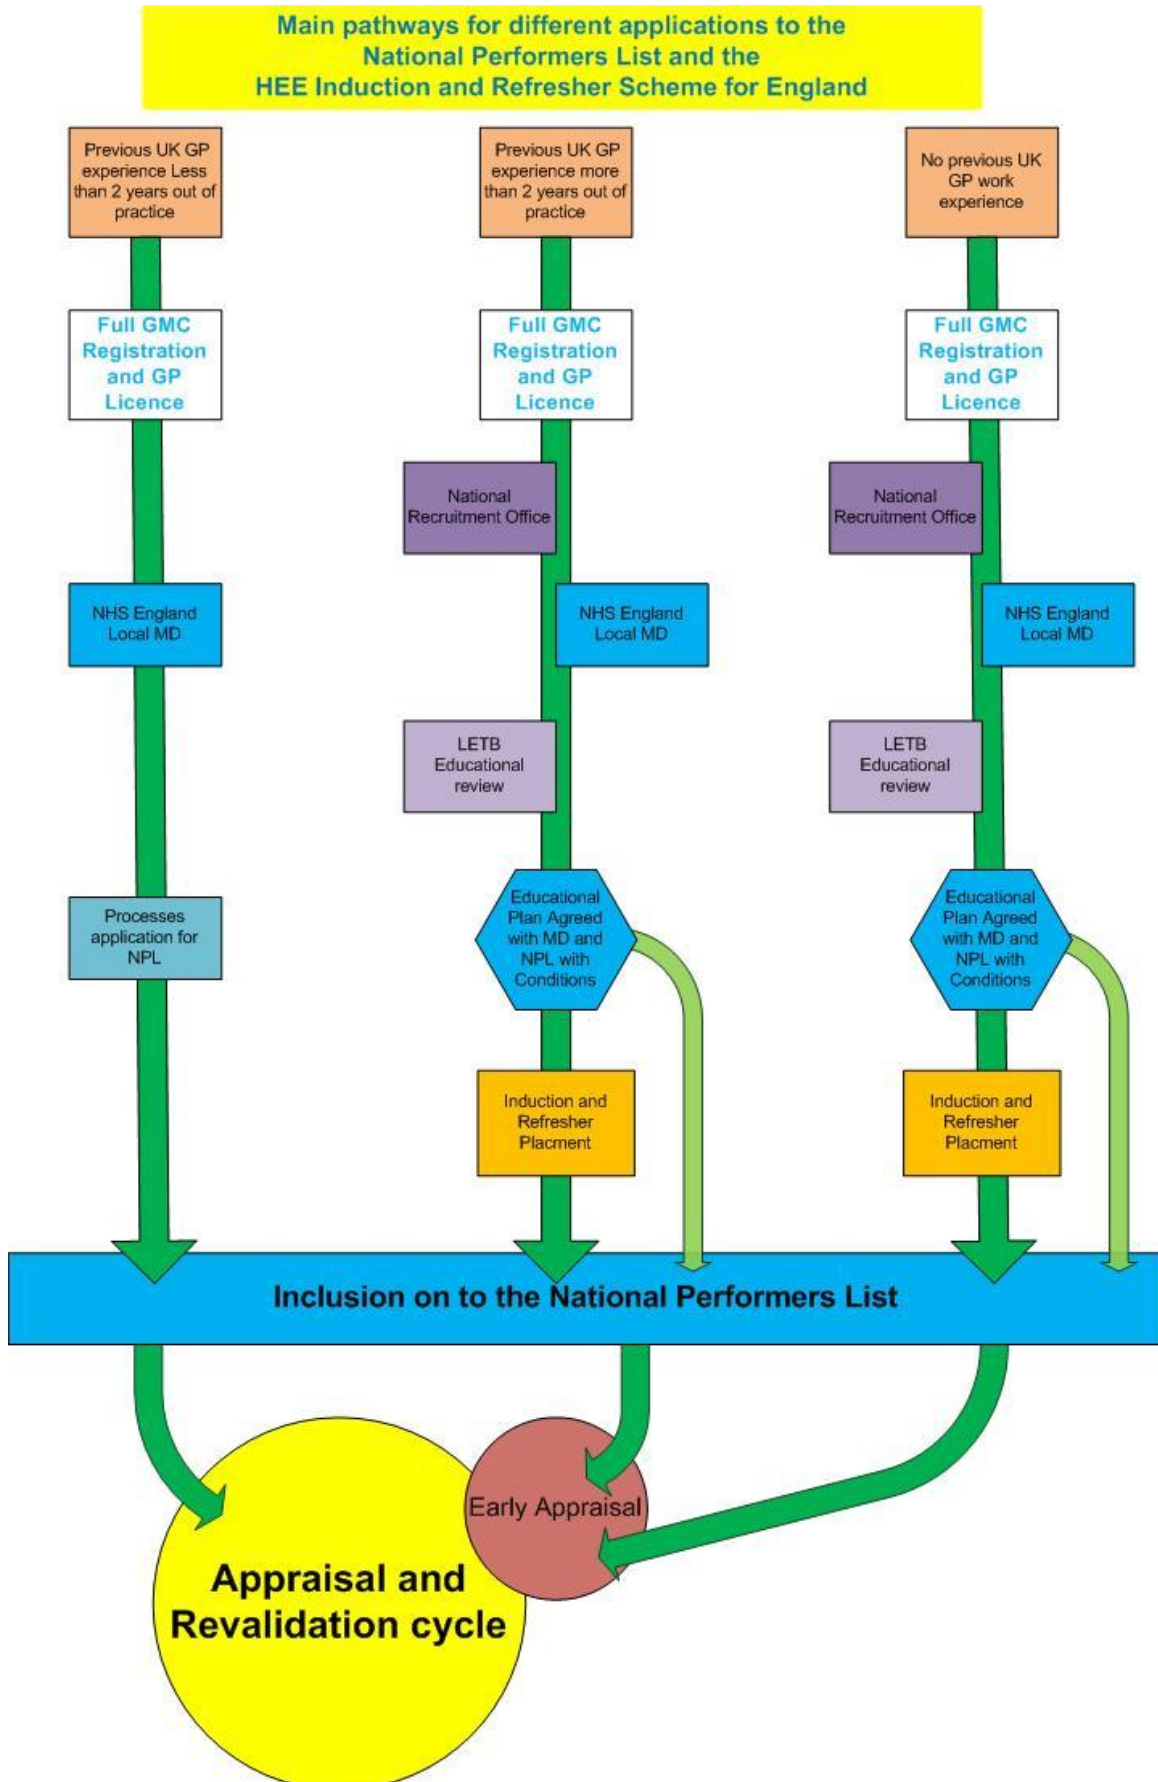 Main pathways for different applications to the
National Performers List and the
HEE Induction and Refresher Scheme for England
Previous UK GP
experience Less
than 2 years out of
practice
Previous UK GP
experience more
than 2 years out of
practice
No previous UK
GP work
experience
Full GMC
Registration
and GP
Licence
Full GMC
Registration
and GP
Licence
Full GMC
Registration
and GP
Licence
National
Recruitment Office
National
Recruitment Office
NHS England
Local MD
NHS England
Local MD
NHS England
Local MD
LETB
Educational
review
LETB
Educational
review
Processes
application for
NPL
Educational
Plan Agreed
with MD and
NPL with
Conditions
Educational
Plan Agreed
with MD and
NPL with
Conditions
Induction and
Refresher
Placment
Induction and
Refresher
Placment
Inclusion on to the National Performers List
Early Appraisal
Appraisal and
Revalidation cycle